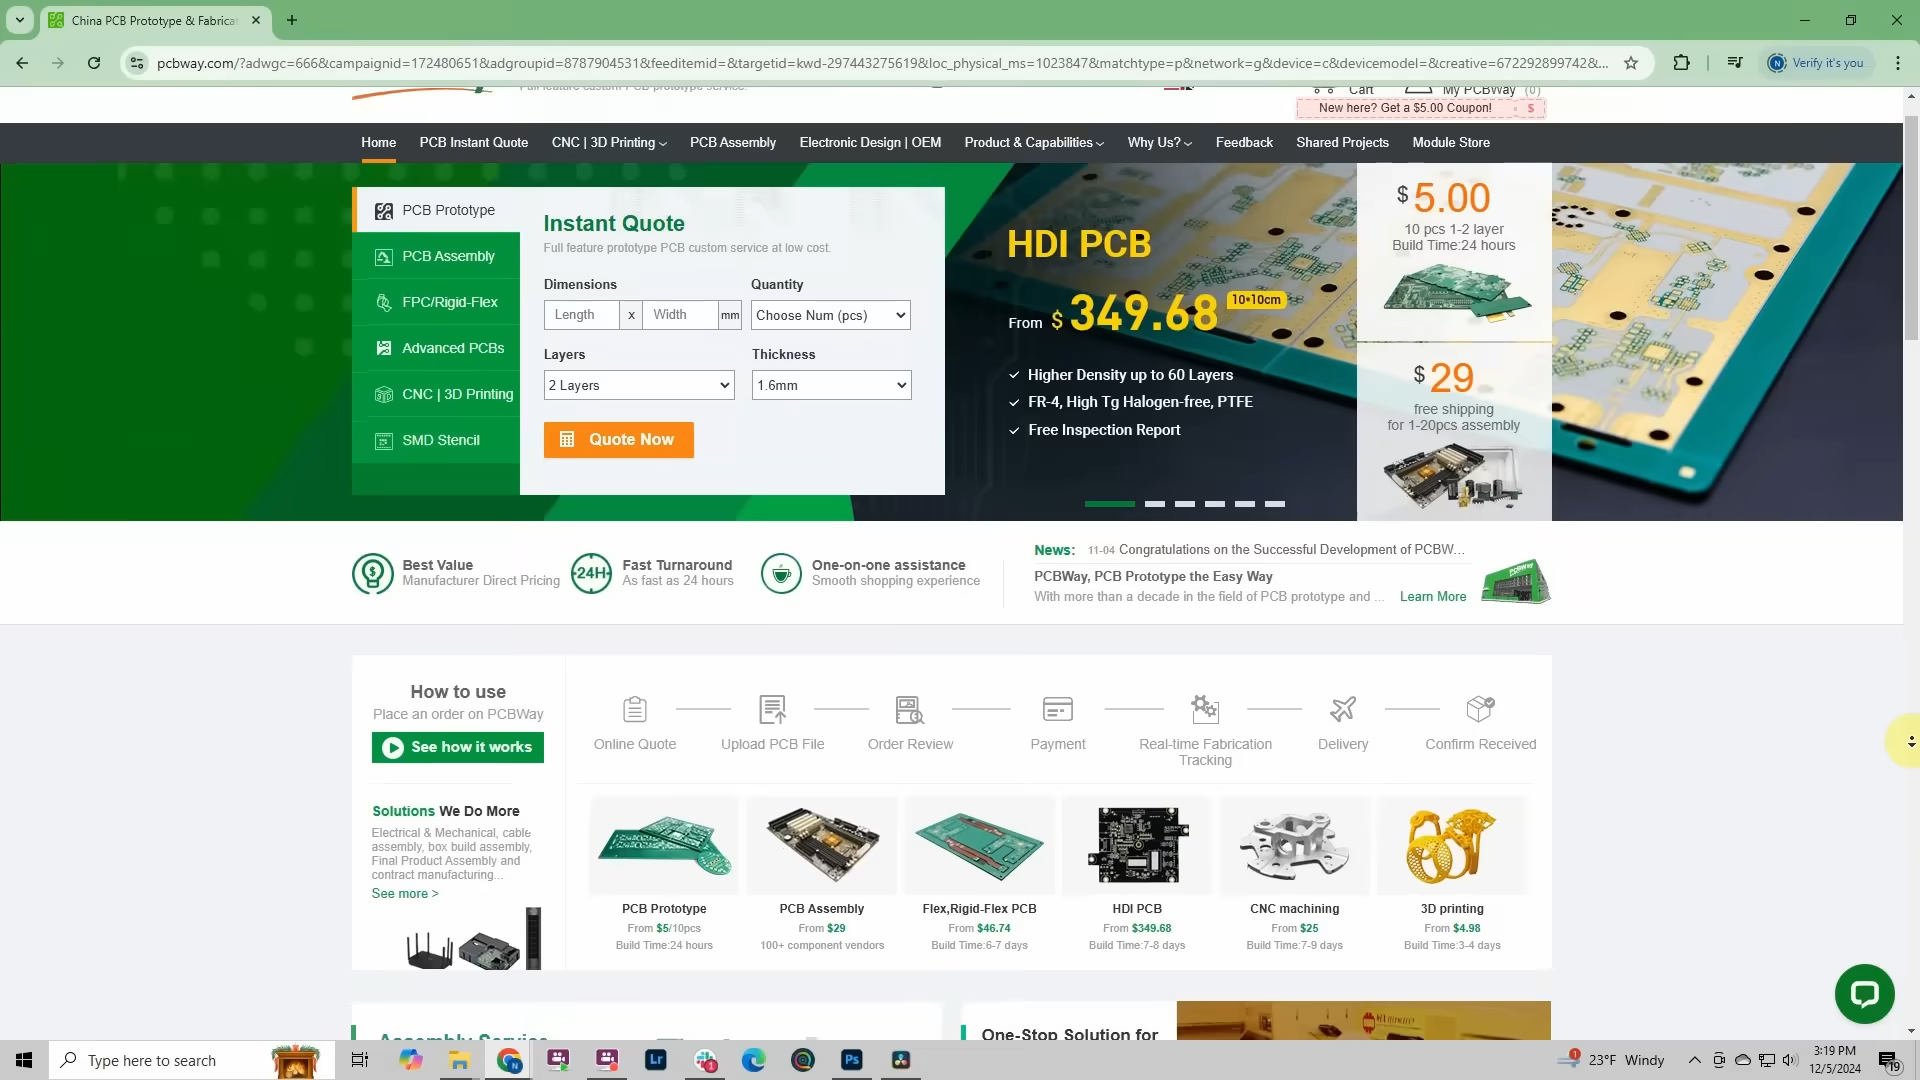 China PCB Prototype & Fabrica
pcbway.com/?adwgc=666&campaignid=172480651&adgroupid=8787904531&feeditemid=&targetid=kwd-297443275619&loc_physical_ms=1023847&matchtype=p&network=g&device=c&devicemodel=&creative=672292899742&...
Verify it's you
Full feature custom PCB prototype service.
Cart
My PCBWay (0)
New here? Get a $5.00 Coupon!
$
Home
PCB Instant Quote
CNC | 3D Printing
PCB Assembly
Electronic Design | OEM
Product & Capabilities
Why Us?
Feedback
Shared Projects
Module Store
PCB Prototype
PCB Assembly
FPC/Rigid-Flex
Advanced PCBs
CNC | 3D Printing
SMD Stencil
Instant Quote
Full feature prototype PCB custom service at low cost.
Dimensions
Quantity
Length
x
Width
mm
Choose Num (pcs)
Layers
Thickness
2 Layers
1.6mm
Quote Now
HDI PCB
From $ 349.68
10*10cm
Higher Density up to 60 Layers
FR-4, High Tg Halogen-free, PTFE
Free Inspection Report
$ 5.00
10 pcs 1-2 layer
Build Time:24 hours
$ 29
free shipping
for 1-20pcs assembly
Best Value
Manufacturer Direct Pricing
24H
Fast Turnaround
As fast as 24 hours
One-on-one assistance
Smooth shopping experience
News: 11-04 Congratulations on the Successful Development of PCBW...
PCBWay, PCB Prototype the Easy Way
With more than a decade in the field of PCB prototype and ... Learn More
How to use
Place an order on PCBWay
See how it works
Online Quote
Upload PCB File
Order Review
Payment
Real-time Fabrication
Tracking
Delivery
Confirm Received
Solutions We Do More
Electrical & Mechanical, cable
assembly, box build assembly,
Final Product Assembly and
contract manufacturing...
See more >
PCB Prototype
From $5/10pcs
Build Time:24 hours
PCB Assembly
From $29
100+ component vendors
Flex,Rigid-Flex PCB
From $46.74
Build Time:6-7 days
HDI PCB
From $349.68
Build Time:7-8 days
CNC machining
From $25
Build Time:7-9 days
3D printing
From $4.98
Build Time:3-4 days
Assembly Service
One-Stop Solution for
Type here to search
23°F Windy
3:19 PM
12/5/2024
19